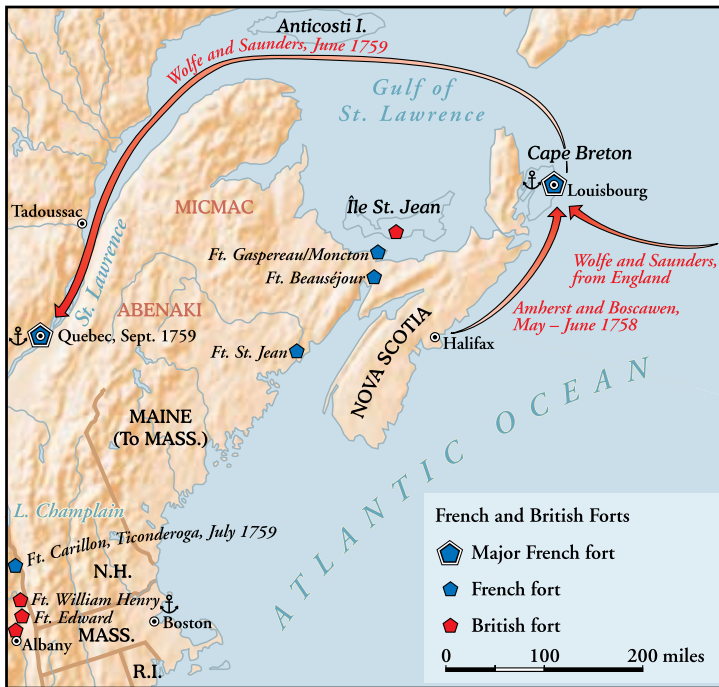 Anticosti I.
Wolfe and Saunders, June 1759
Gulf of
St. Lawrence
Cape Breton
Louisbourg
Tadoussac
MICMAC
Île St. Jean
Ft. Gaspereau/Moncton
Ft. Beauséjour
Wolfe and Saunders,
from England
St. Lawrence
ABENAKI
Amherst and Boscawen,
May – June 1758
Quebec, Sept. 1759
Ft. St. Jean
NOVA SCOTIA
Halifax
MAINE
(To MASS.)
ATLANTIC OCEAN
L. Champlain
Ft. Carillon, Ticonderoga, July 1759
N.H.
Ft. William Henry
Ft. Edward
Boston
MASS.
Albany
R.I.
French and British Forts
Major French fort
French fort
British fort
0 100 200 miles